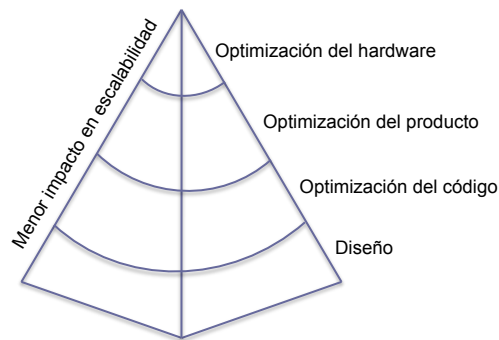 Menor impacto en escalabilidad
Optimización del hardware
Optimización del producto
Optimización del código
Diseño